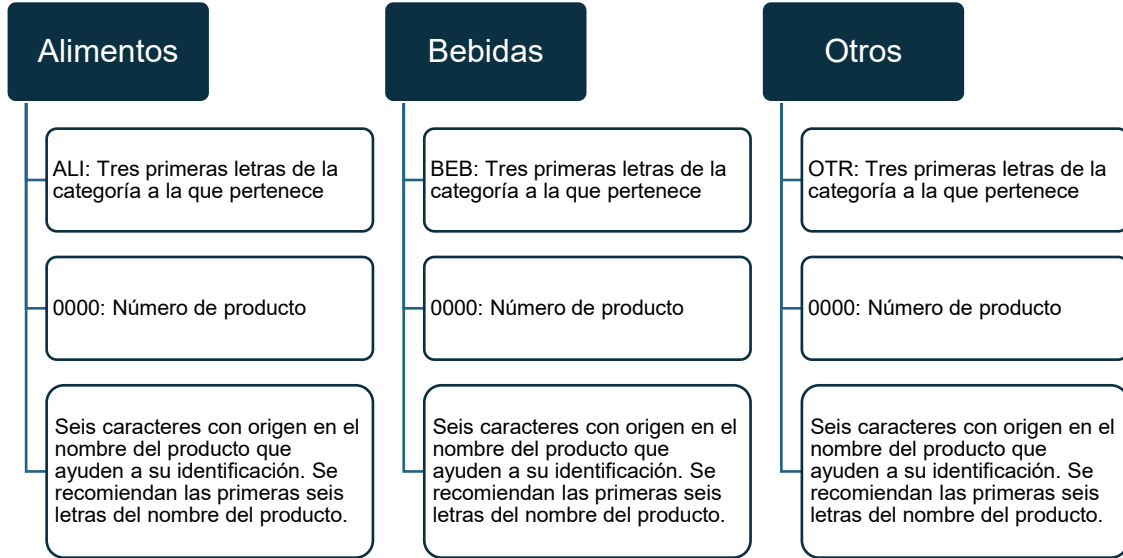 Alimentos
ALI: Tres primeras letras de la
categoría a la que pertenece
0000: Número de producto
Seis caracteres con origen en el
nombre del producto que
ayuden a su identificación. Se
recomiendan las primeras seis
letras del nombre del producto.
Bebidas
BEB: Tres primeras letras de la
categoría a la que pertenece
0000: Número de producto
Seis caracteres con origen en el
nombre del producto que
ayuden a su identificación. Se
recomiendan las primeras seis
letras del nombre del producto.
Otros
OTR: Tres primeras letras de la
categoría a la que pertenece
0000: Número de producto
Seis caracteres con origen en el
nombre del producto que
ayuden a su identificación. Se
recomiendan las primeras seis
letras del nombre del producto.